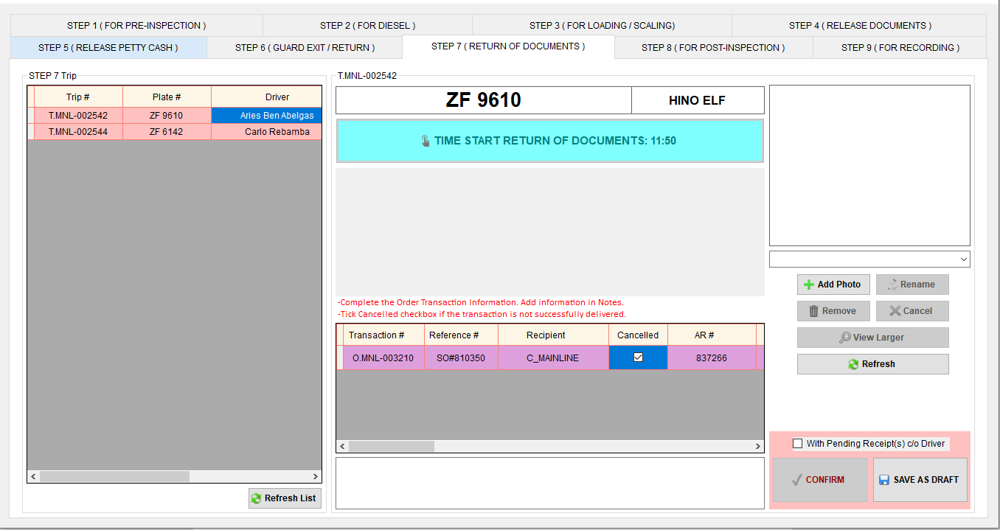 STEP 1 ( FOR PRE-INSPECTION )
STEP 2 ( FOR DIESEL )
STEP 3 ( FOR LOADING / SCALING)
STEP 4 ( RELEASE DOCUMENTS )
STEP 5 ( RELEASE PETTY CASH )
STEP 6 ( GUARD EXIT / RETURN )
STEP 7 ( RETURN OF DOCUMENTS )
STEP 8 ( FOR POST-INSPECTION )
STEP 9 ( FOR RECORDING )
STEP 7 Trip
Trip # Plate # Driver
T.MNL-002542 ZF 9610 Aries Ben Abelgas
T.MNL-002544 ZF 6142 Carlo Rebamba
Refresh List
T.MNL-002542
ZF 9610 HINO ELF
TIME START RETURN OF DOCUMENTS: 11:50
-Complete the Order Transaction Information. Add information in Notes.
-Tick Cancelled checkbox if the transaction is not successfully delivered.
Transaction # Reference # Recipient Cancelled AR #
O.MNL-003210 SO#810350 C_MAINLINE 837266
Add Photo Rename
Remove Cancel
View Larger
Refresh
With Pending Receipt(s) c/o Driver
CONFIRM SAVE AS DRAFT